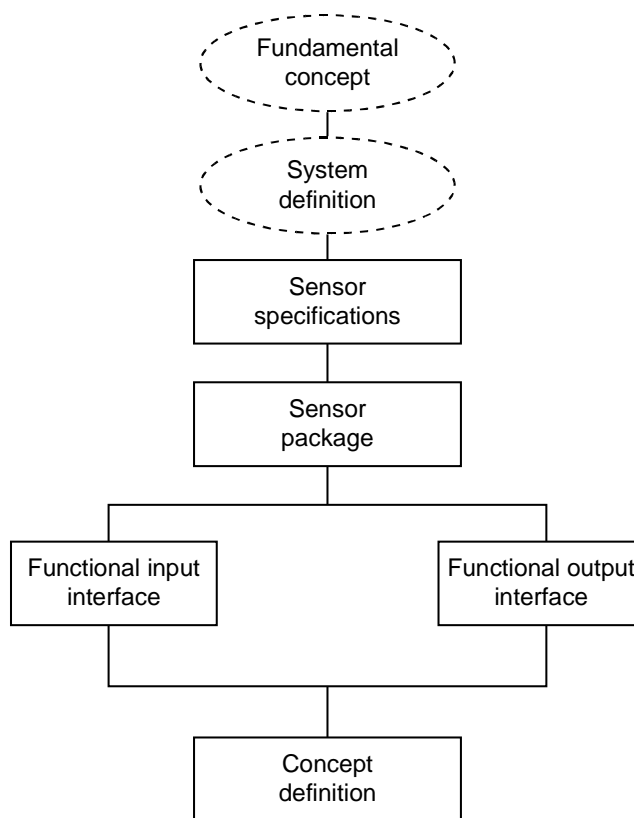 Fundamental
concept
System
definition
Sensor
specifications
Sensor
package
Functional input
interface
Functional output
interface
Concept
definition